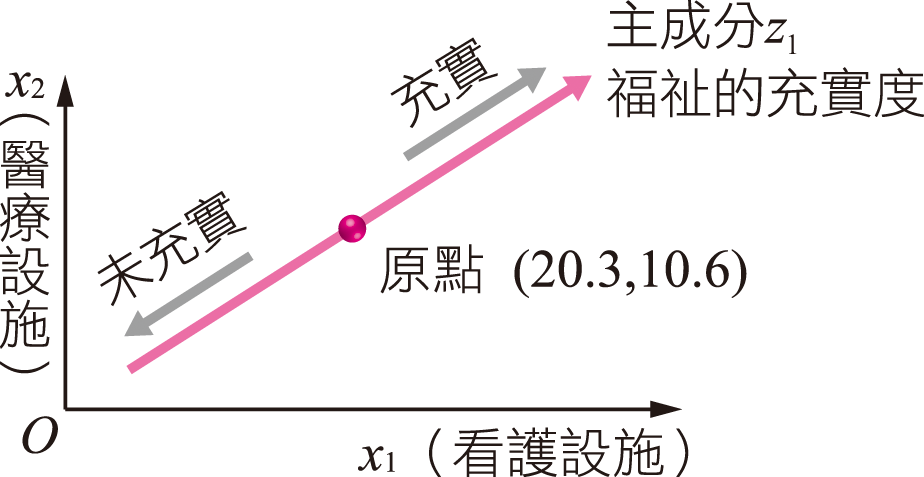 主成分z1
福祉的充實度
充實
x2
（醫療設施）
未充實
原點 (20.3,10.6)
O
x1（看護設施）